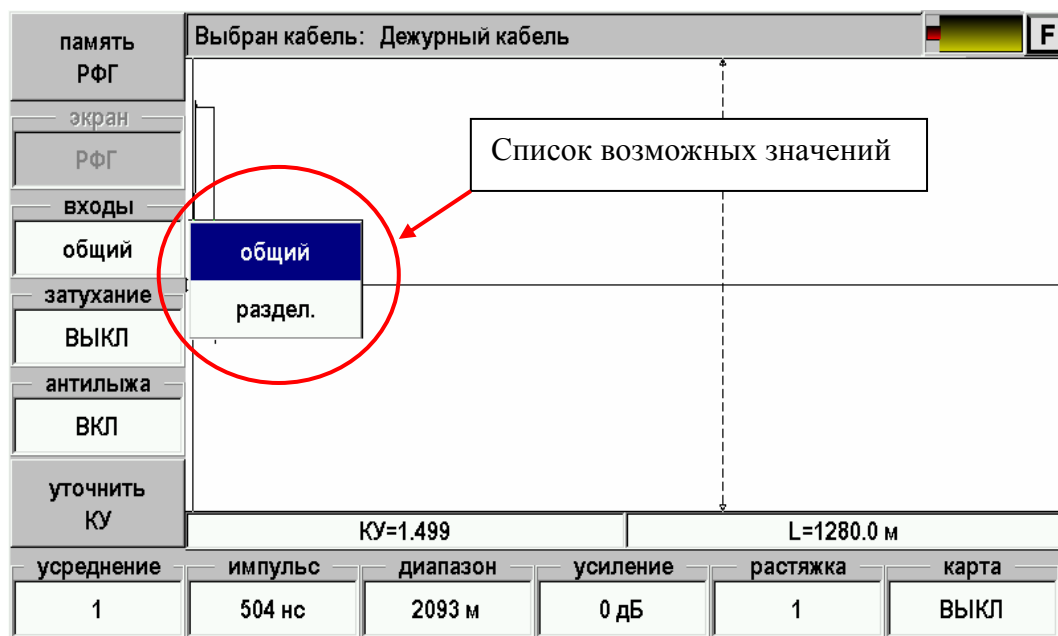 память
РФГ
Выбран кабель: Дежурный кабель
F
экран
РФГ
Список возможных значений
входы
общий
общий
раздел.
затухание
ВЫКЛ
антилыжа
ВКЛ
уточнить
КУ
КУ=1.499
L=1280.0 м
усреднение
импульс
диапазон
усиление
растяжка
карта
1
504 нс
2093 м
0 дБ
1
ВЫКЛ